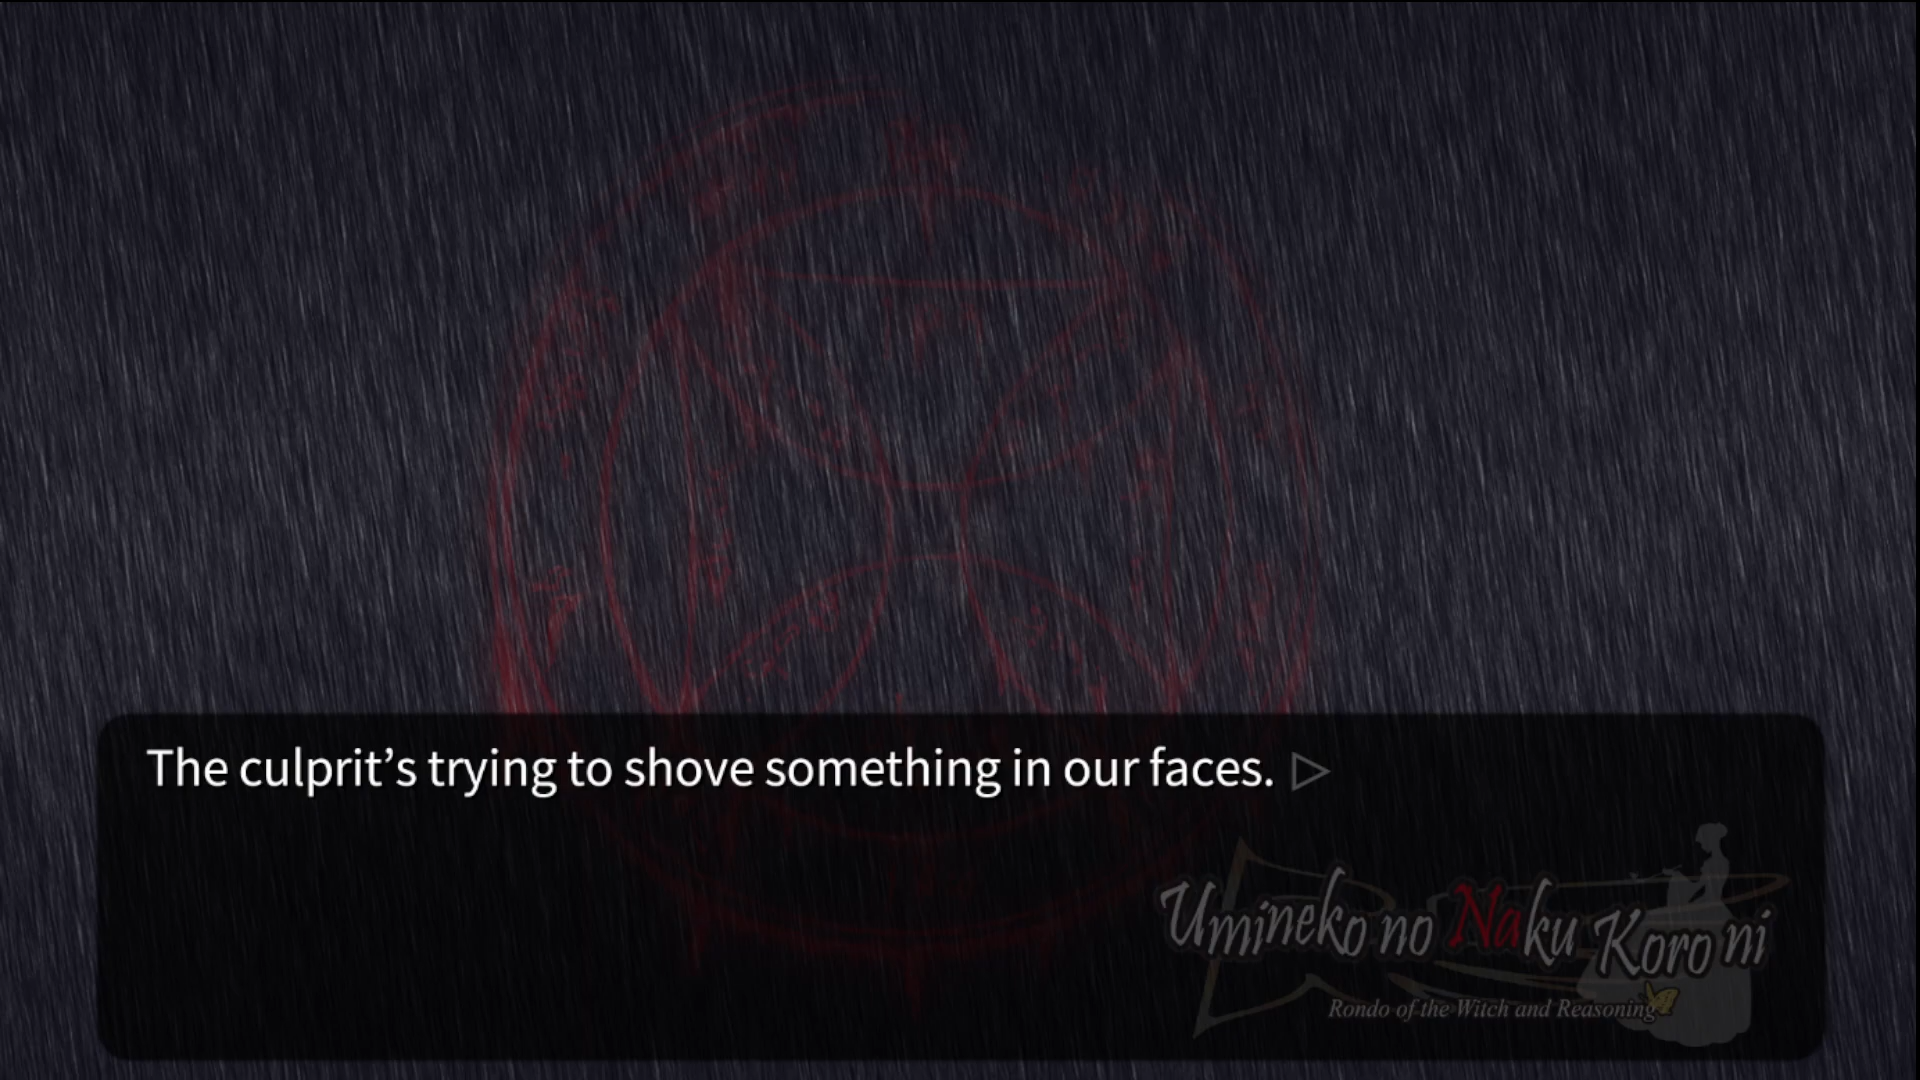 The culprit’s trying to shove something in our faces.
Umineko no Naku Koro ni
Rondo of the Witch and Reasoning